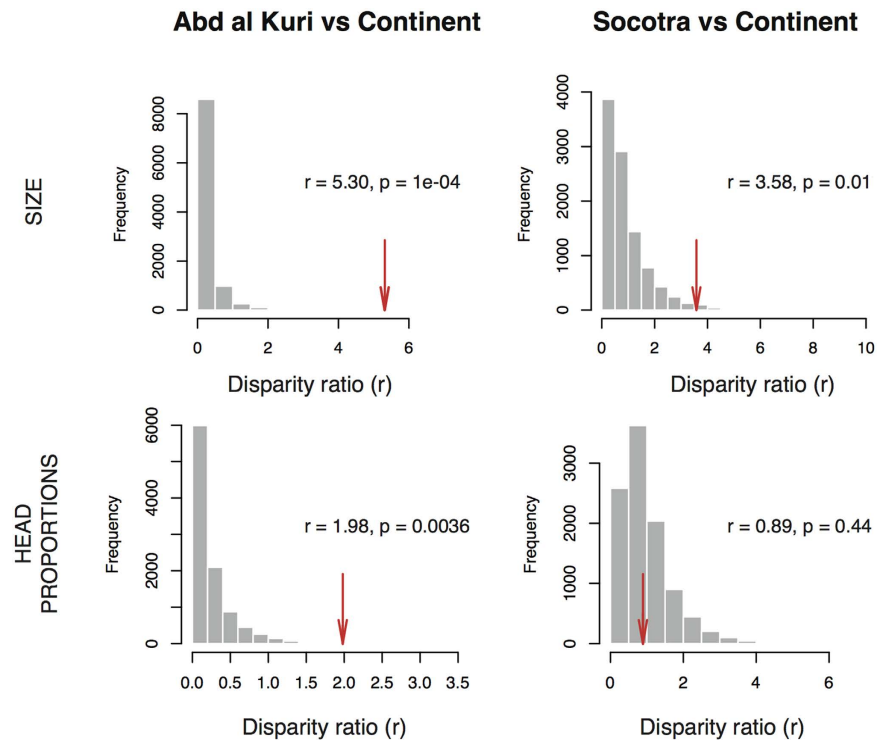 Abd al Kuri vs Continent
Socotra vs Continent
SIZE
Frequency
0 2000 4000 6000 8000
r = 5.30, p = 1e-04
0 2 4 6
Disparity ratio (r)
Frequency
0 1000 2000 3000 4000
r = 3.58, p = 0.01
0 2 4 6 8 10
Disparity ratio (r)
HEAD
PROPORTIONS
Frequency
0 2000 4000 6000
r = 1.98, p = 0.0036
0.0 0.5 1.0 1.5 2.0 2.5 3.0 3.5
Disparity ratio (r)
Frequency
0 1000 2000 3000
r = 0.89, p = 0.44
0 2 4 6
Disparity ratio (r)